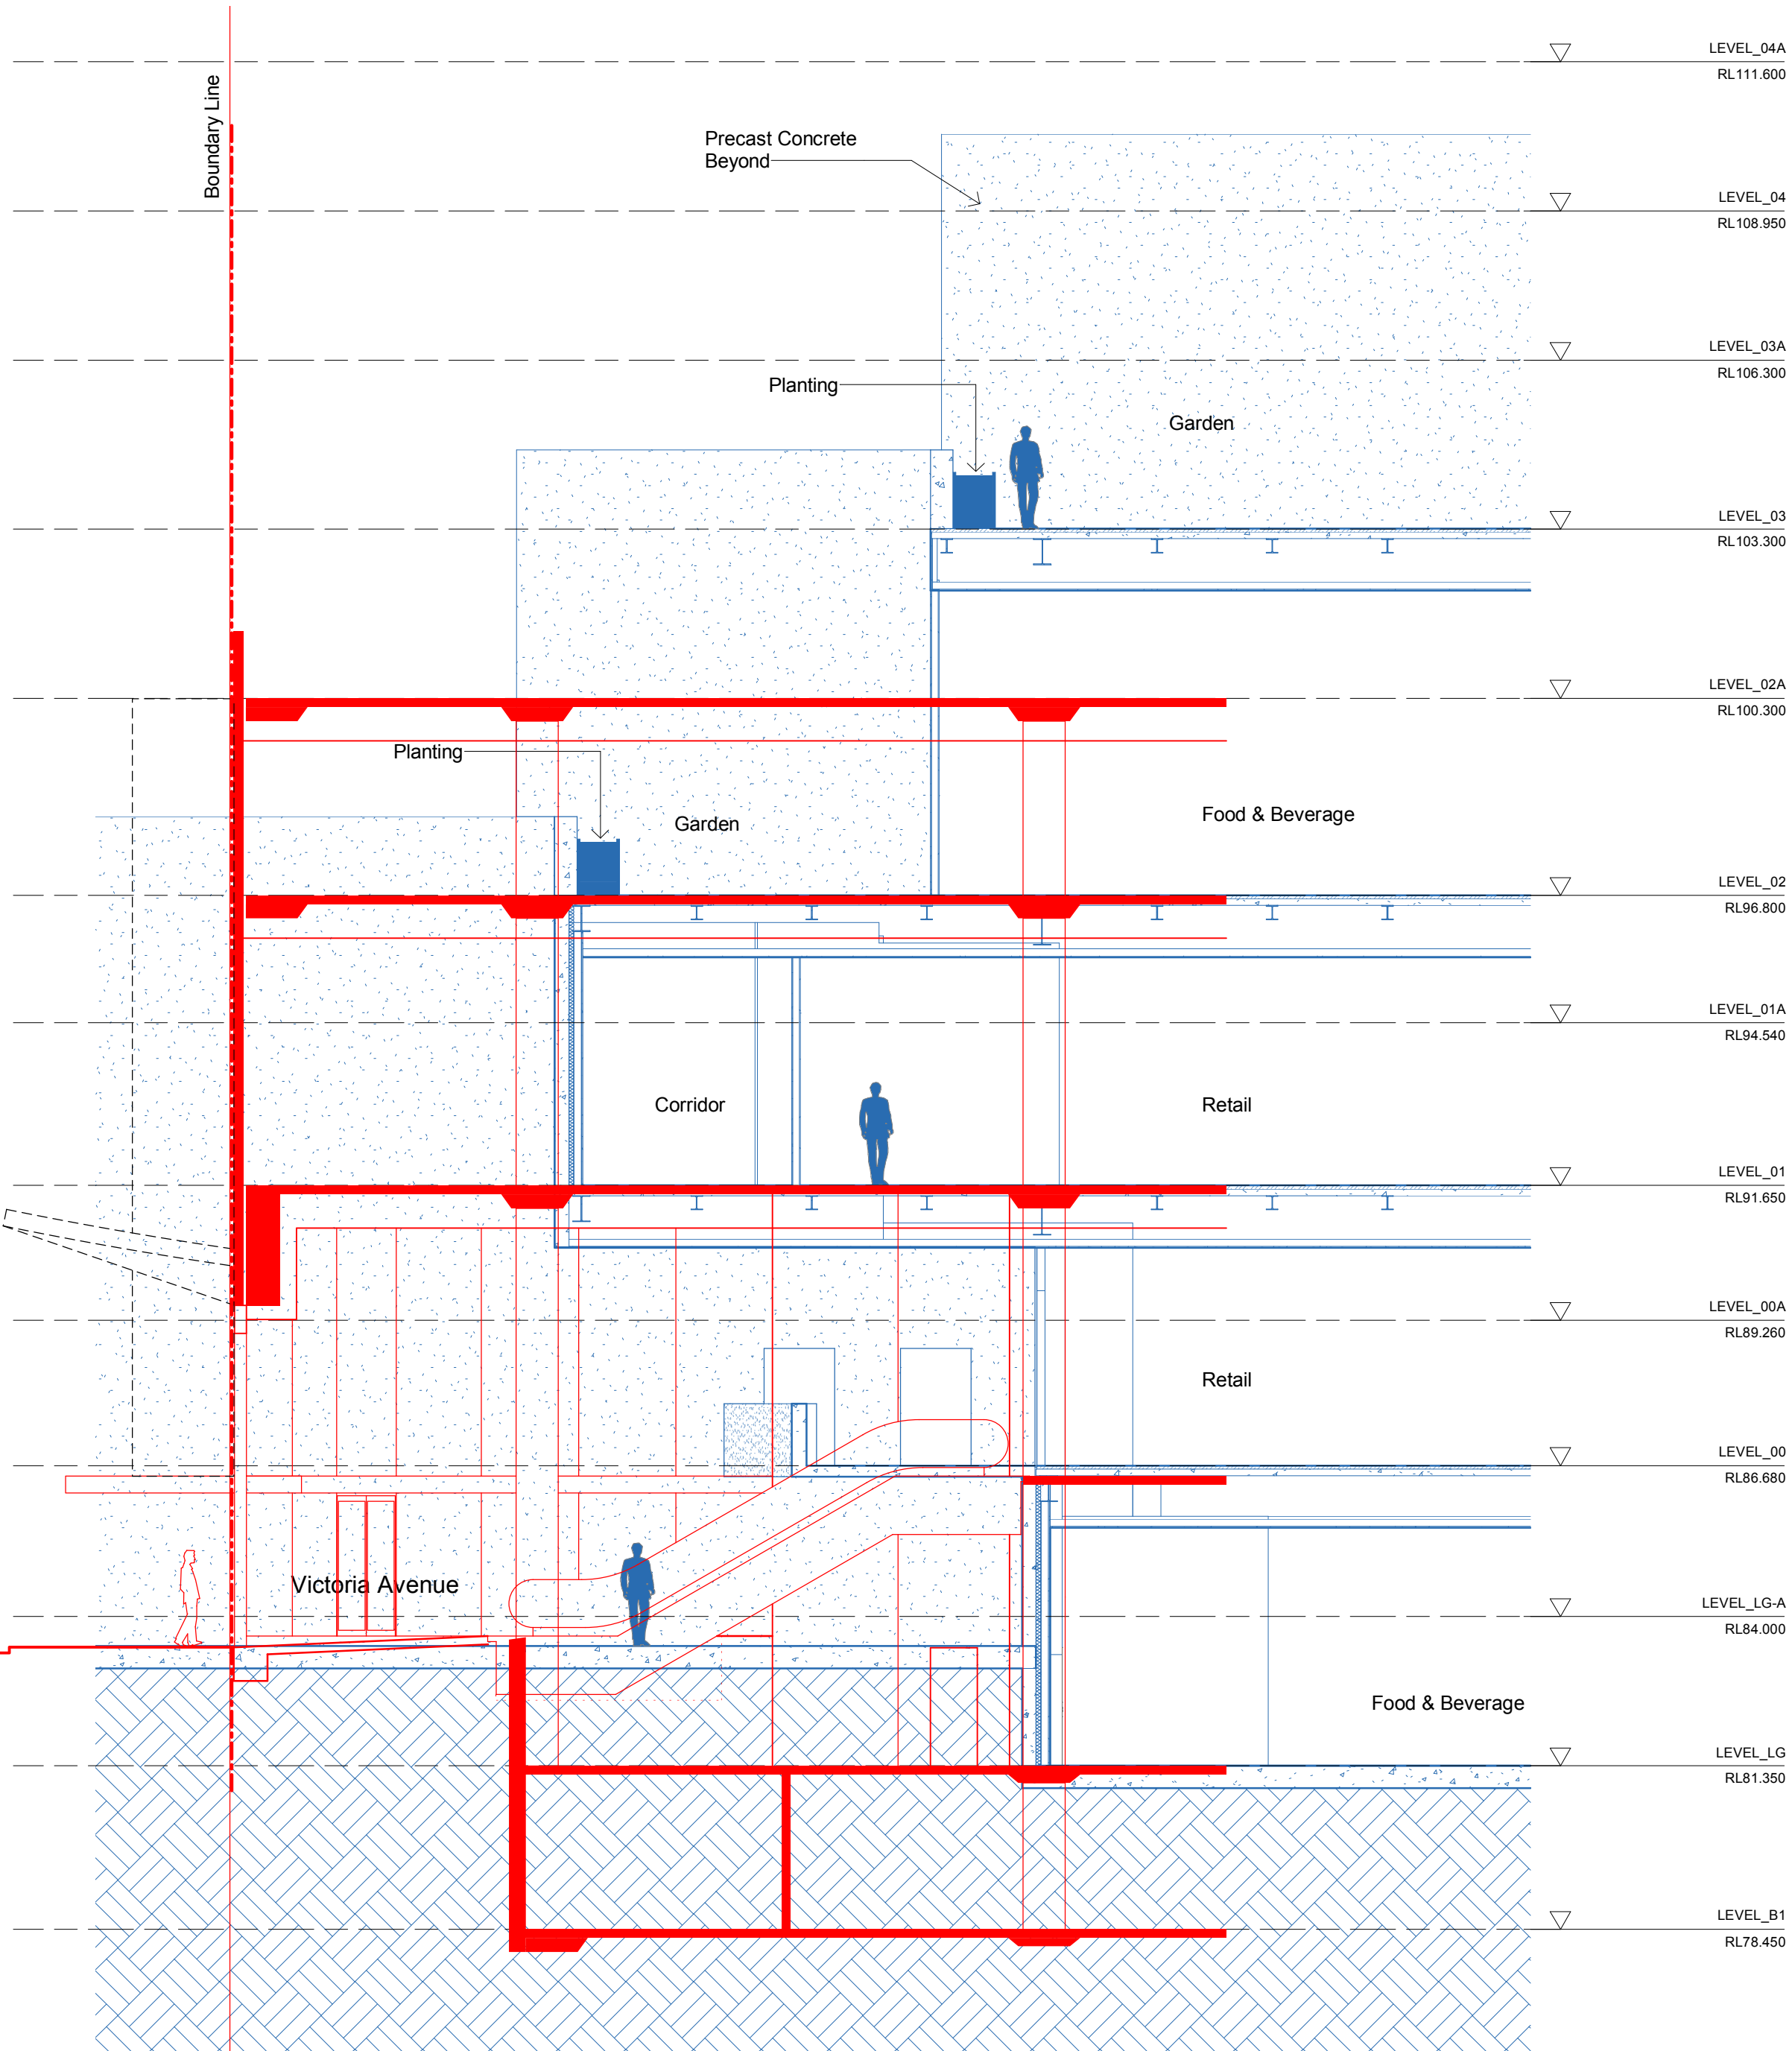 LEVEL_04A
RL111.600
Boundary Line
Precast Concrete
Beyond
LEVEL_04
RL108.950
LEVEL_03A
RL106.300
Planting
Garden
LEVEL_03
RL103.300
LEVEL_02A
RL100.300
Planting
Garden
Food & Beverage
LEVEL_02
RL96.800
LEVEL_01A
RL94.540
Corridor
Retail
LEVEL_01
RL91.650
LEVEL_00A
RL89.260
Retail
LEVEL_00
RL86.680
Victoria Avenue
LEVEL_LG-A
RL84.000
Food & Beverage
LEVEL_LG
RL81.350
LEVEL_B1
RL78.450